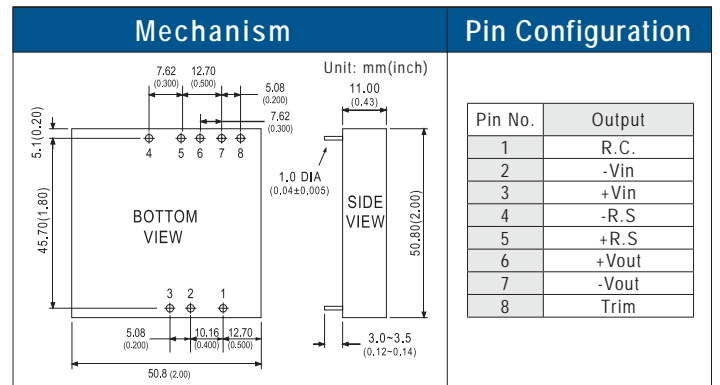 Mechanism
Pin Configuration
Unit: mm(inch)
7.62
(0.300)
12.70
(0.500)
5.08
(0.200)
7.62
(0.300)
11.00
(0.43)
5.1(0.20)
4 5 6 7 8
1.0 DIA
(0.04±0.005)
45.70(1.80)
BOTTOM
VIEW
SIDE
VIEW
50.80(2.00)
3 2 1
5.08
(0.200)
10.16
(0.400)
12.70
(0.500)
3.0~3.5
(0.12~0.14)
50.8 (2.00)
Pin No. Output
1 R.C.
2 -Vin
3 +Vin
4 -R.S
5 +R.S
6 +Vout
7 -Vout
8 Trim